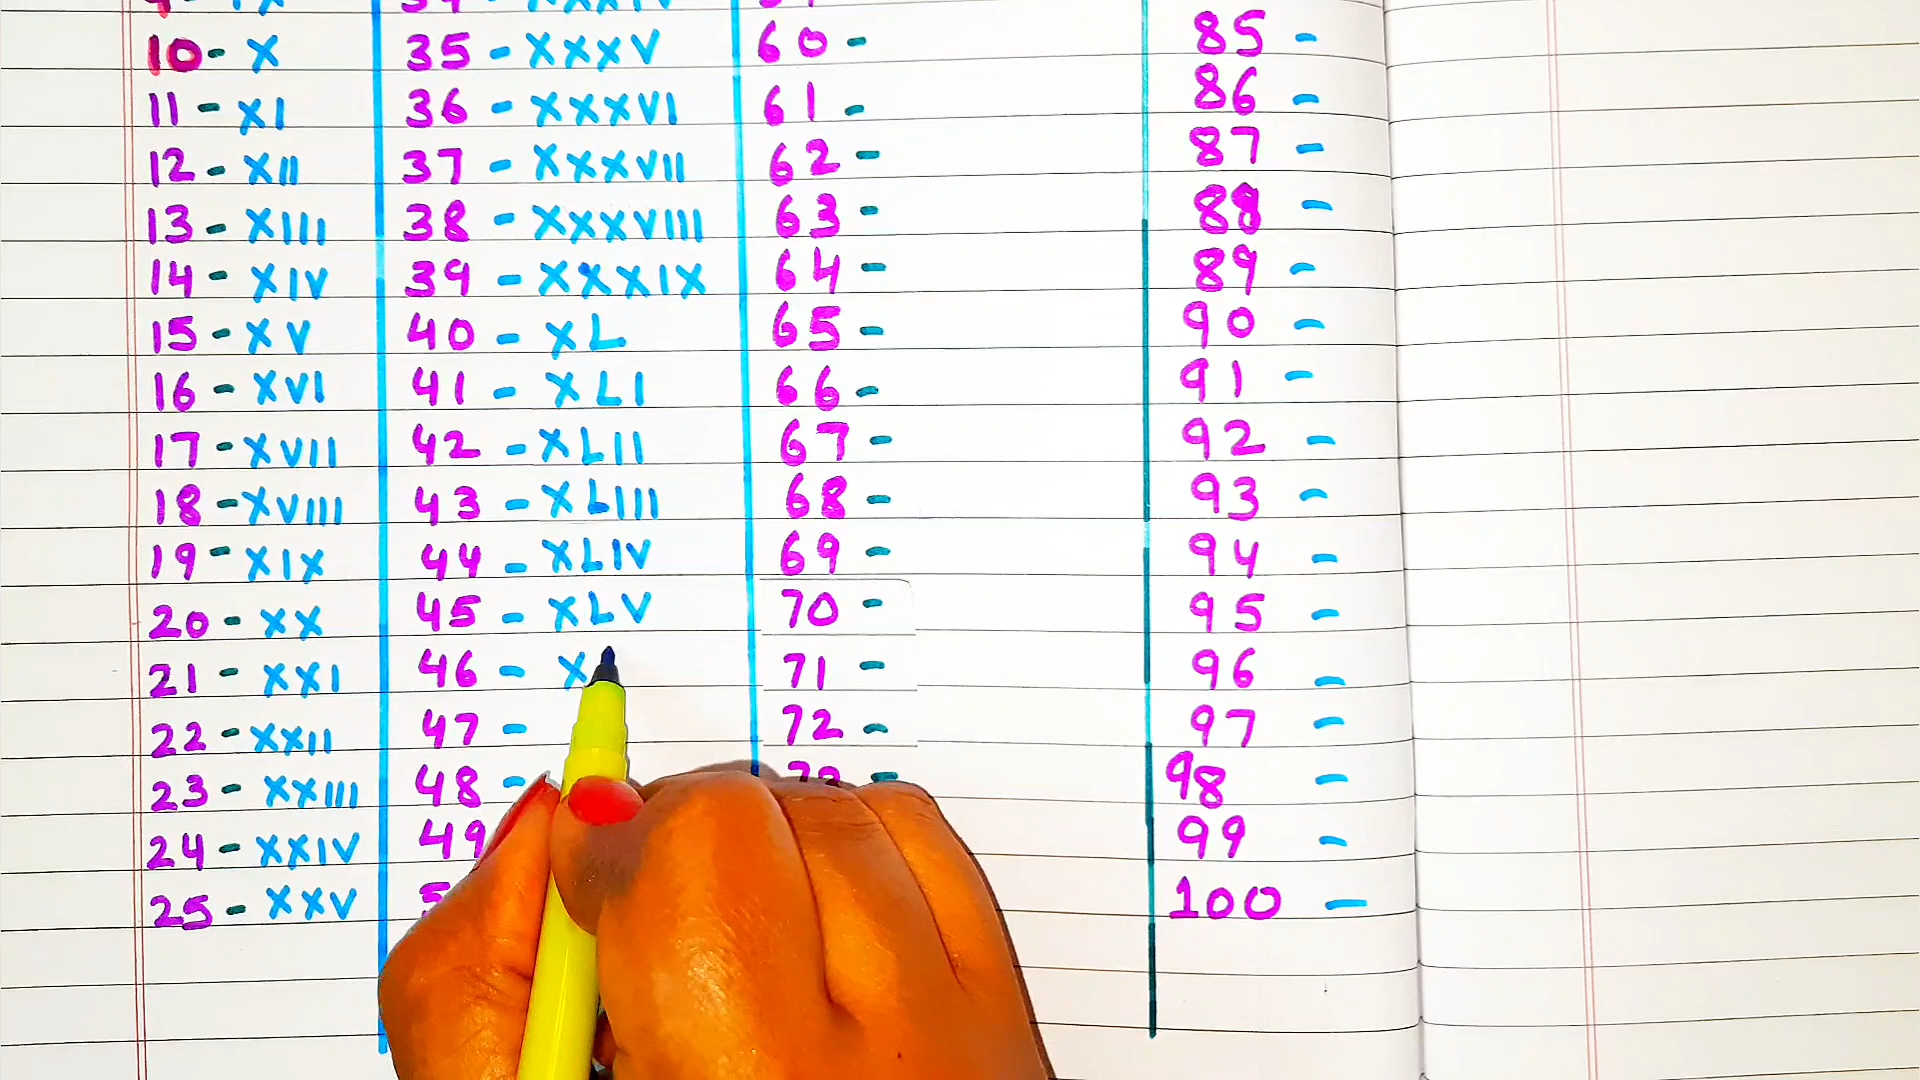 10- X
11 - XI
12 - XII
13 - XIII
14 - XIV
15 - XV
16 - XVI
17 - XVII
18 - XVIII
19 - XIX
20 - XX
21 - XXI
22 - XXII
23 - XXIII
24 - XXIV
25 - XXV
35 - XXXV
36 - XXXVI
37 - XXXVII
38 - XXXVIII
39 - XXXIX
40 - XL
41 - XLI
42 - XLII
43 - XLIII
44 - XLIV
45 - XLV
46 - X
47 -
48 -
49
60 -
61 -
62 -
63 -
64 -
65 -
66 -
67 -
68 -
69 -
70 -
71 -
72 -
85 -
86 -
87 -
88 -
89 -
90 -
91 -
92 -
93 -
94 -
95 -
96 -
97 -
98 -
99 -
100 -